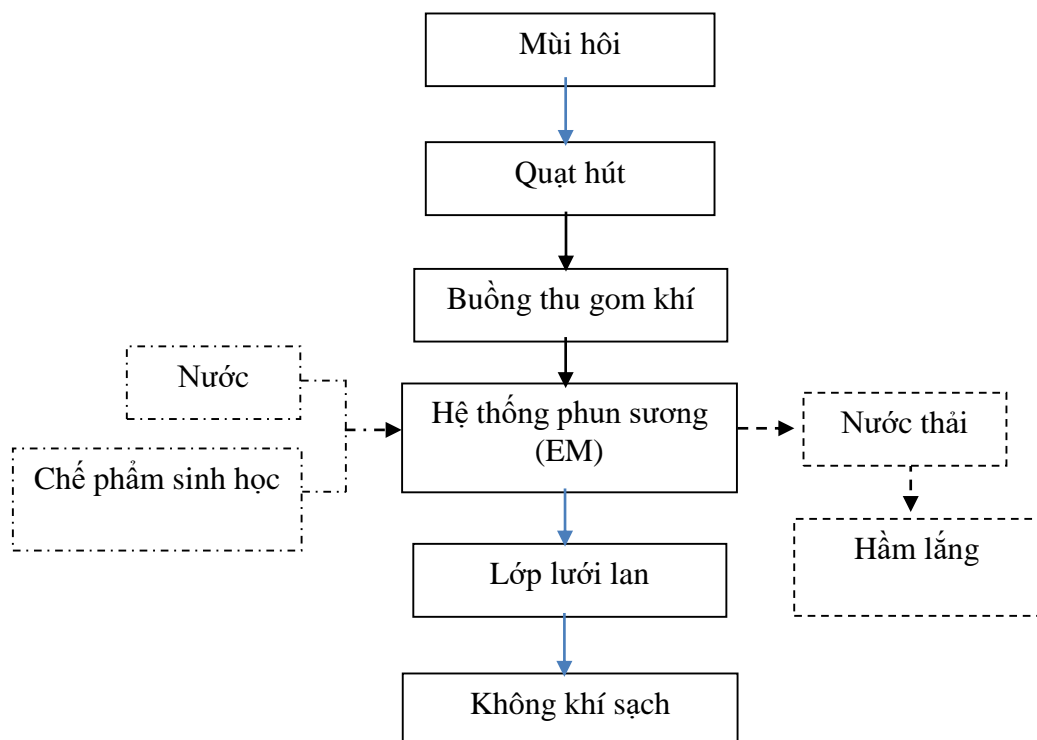 Mùi hôi
Quạt hút
Buồng thu gom khí
Nước
Chế phẩm sinh học
Hệ thống phun sương
(EM)
Nước thải
Hầm lắng
Lớp lưới lan
Không khí sạch